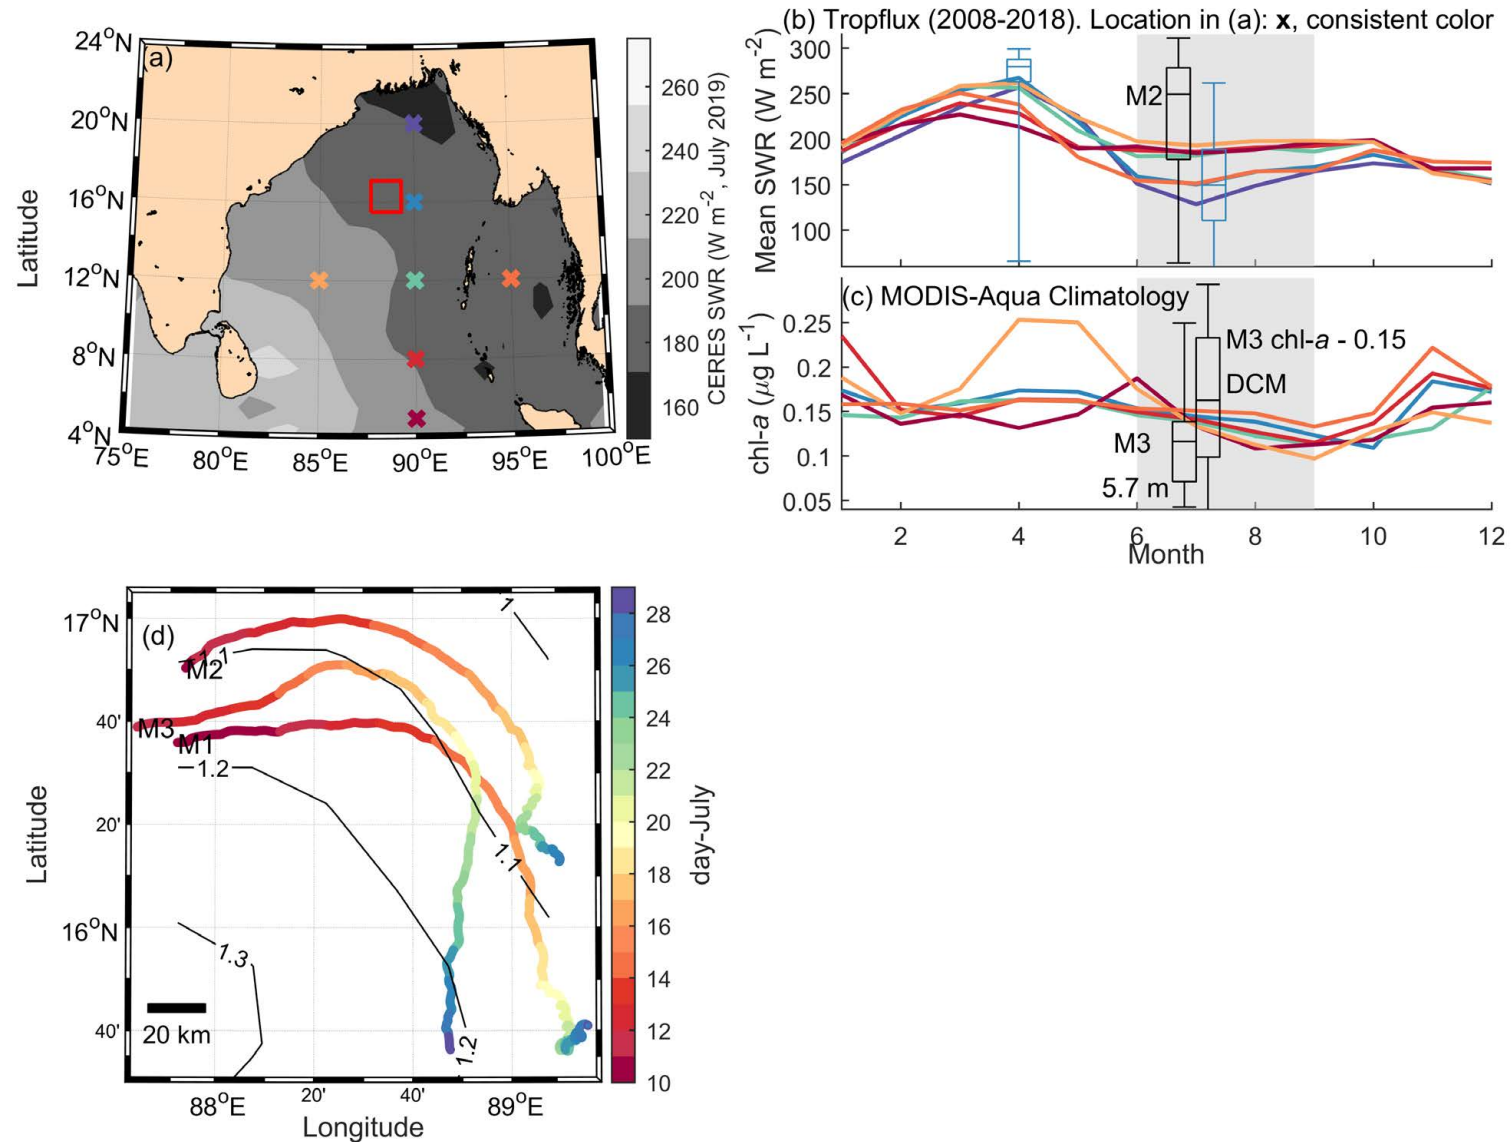 (a)
24°N
20°N
16°N
12°N
8°N
4°N
Latitude
75°E
80°E
85°E
90°E
95°E
100°E
260
240
220
200
180
160
CERES SWR (W m-2, July 2019)
(b) Tropflux (2008-2018). Location in (a): x, consistent color
300
250
200
150
100
Mean SWR (W m-2)
M2
(c) MODIS-Aqua Climatology
0.25
0.2
0.15
0.1
0.05
chl-a (μg L-1)
M3 chl-a - 0.15
DCM
M3
5.7 m
2
4
6
8
10
12
Month
(d)
17°N
40'
20'
16°N
40'
Latitude
1
1.1
M2
M3
M1
1.2
1.1
1.3
1.2
20 km
88°E
20'
40'
89°E
Longitude
28
26
24
22
20
18
16
14
12
10
day-July